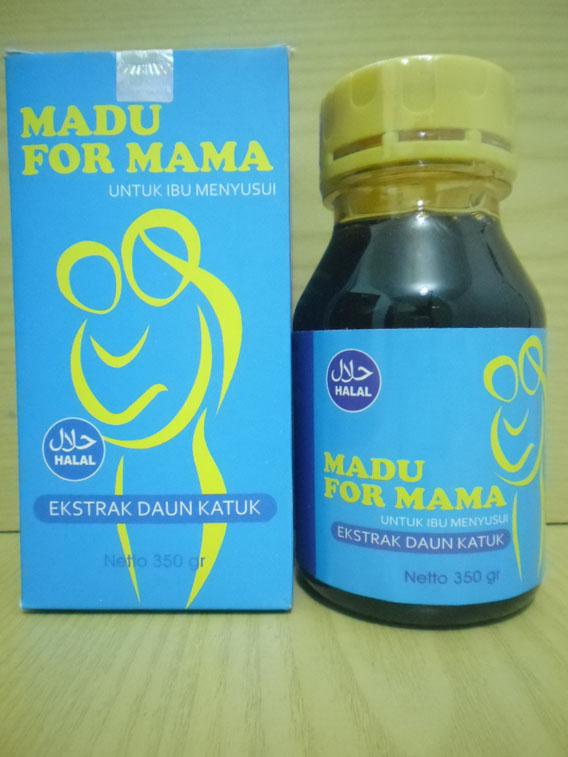 MADU
FOR MAMA
UNTUK IBU MENYUSUI
حلال
HALAL
EKSTRAK DAUN KATUK
Netto 350 gr
حلال
HALAL
MADU
FOR MAMA
UNTUK IBU MENYUSUI
EKSTRAK DAUN KATUK
Netto 350 gr